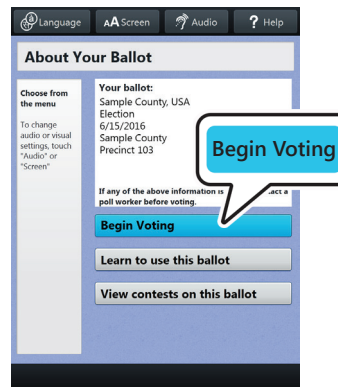 Language
AA Screen
Audio
? Help
About Your Ballot
Choose from
the menu
To change
audio or visual
settings, touch
"Audio" or
"Screen"
Your ballot:
Sample County, USA
Election
6/15/2016
Sample County
Precinct 103
If any of the above information is act a
poll worker before voting.
Begin Voting
Begin Voting
Learn to use this ballot
View contests on this ballot